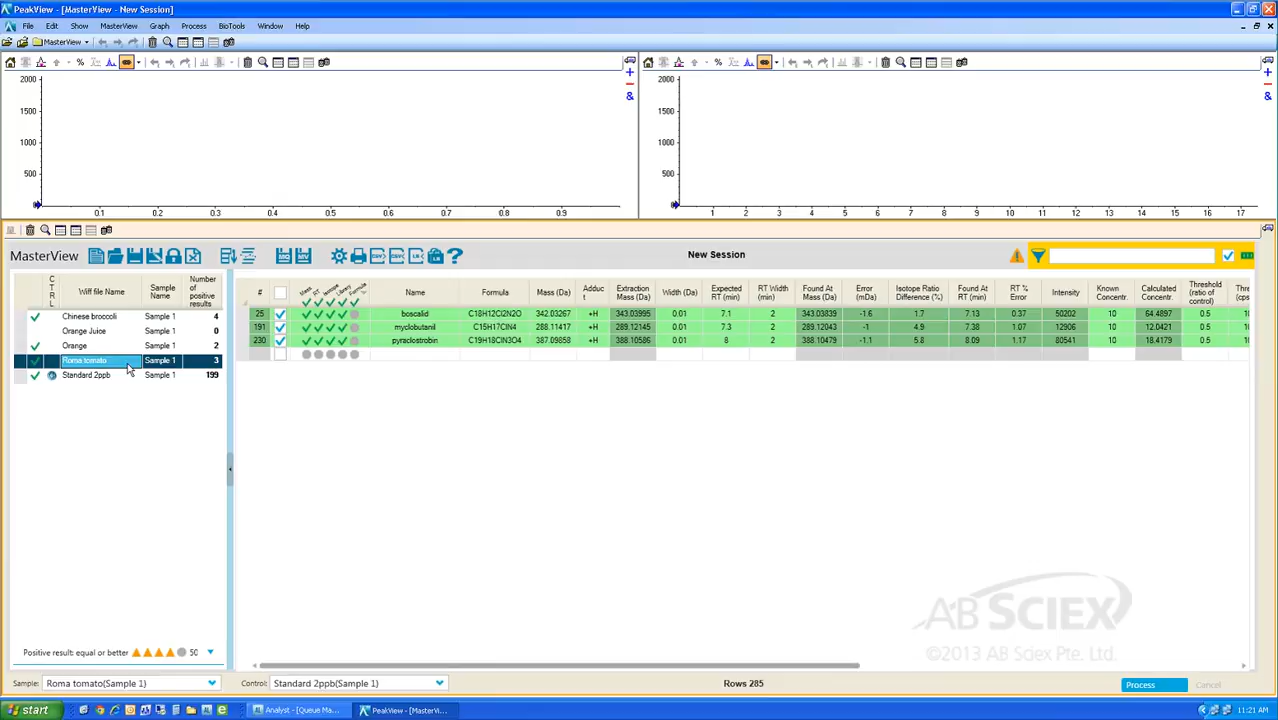 PeakView - [MasterView - New Session]
File Edit Show MasterView Graph Process BioTools Window Help
MasterView
2000
1500
1000
500
0.1 0.2 0.3 0.4 0.5 0.6 0.7 0.8 0.9
2000
1500
1000
500
1 2 3 4 5 6 7 8 9 10 11 12 13 14 15 16 17
MasterView
New Session
CTRL Wiff file Name Sample Name Number of positive results
Chinese broccoli Sample 1 4
Orange Juice Sample 1 0
Orange Sample 1 2
Roma tomato Sample 1 3
Standard 2ppb Sample 1 199
# Mass RT Isotope Library Formula Name Formula Mass (Da) Adduct Extraction Mass (Da) Width (Da) Expected RT (min) RT Width (min) Found At Mass (Da) Error (mDa) Isotope Ratio Difference (%) Found At RT (min) RT % Error Intensity Known Concentr. Calculated Concentr. Threshold (ratio of control)
25 boscalid C18H12Cl2N2O 342.03267 +H 343.03995 0.01 7.1 2 343.03839 -1.6 1.7 7.13 0.37 50202 10 64.4897 0.5
191 myclobutanil C15H17ClN4 288.11417 +H 289.12145 0.01 7.3 2 289.12043 -1 4.9 7.38 1.07 12906 10 12.0421 0.5
230 pyraclostrobin C19H18ClN3O4 387.09858 +H 388.10586 0.01 8 2 388.10479 -1.1 5.8 8.09 1.17 80541 10 18.4179 0.5
AB SCIEX
©2013 AB Sciex Pte. Ltd.
Positive result: equal or better 50
Sample: Roma tomato(Sample 1) Control: Standard 2ppb(Sample 1) Rows 285 Process Cancel
start Analyst - [Queue Ma... PeakView - [MasterV... 11:21 AM